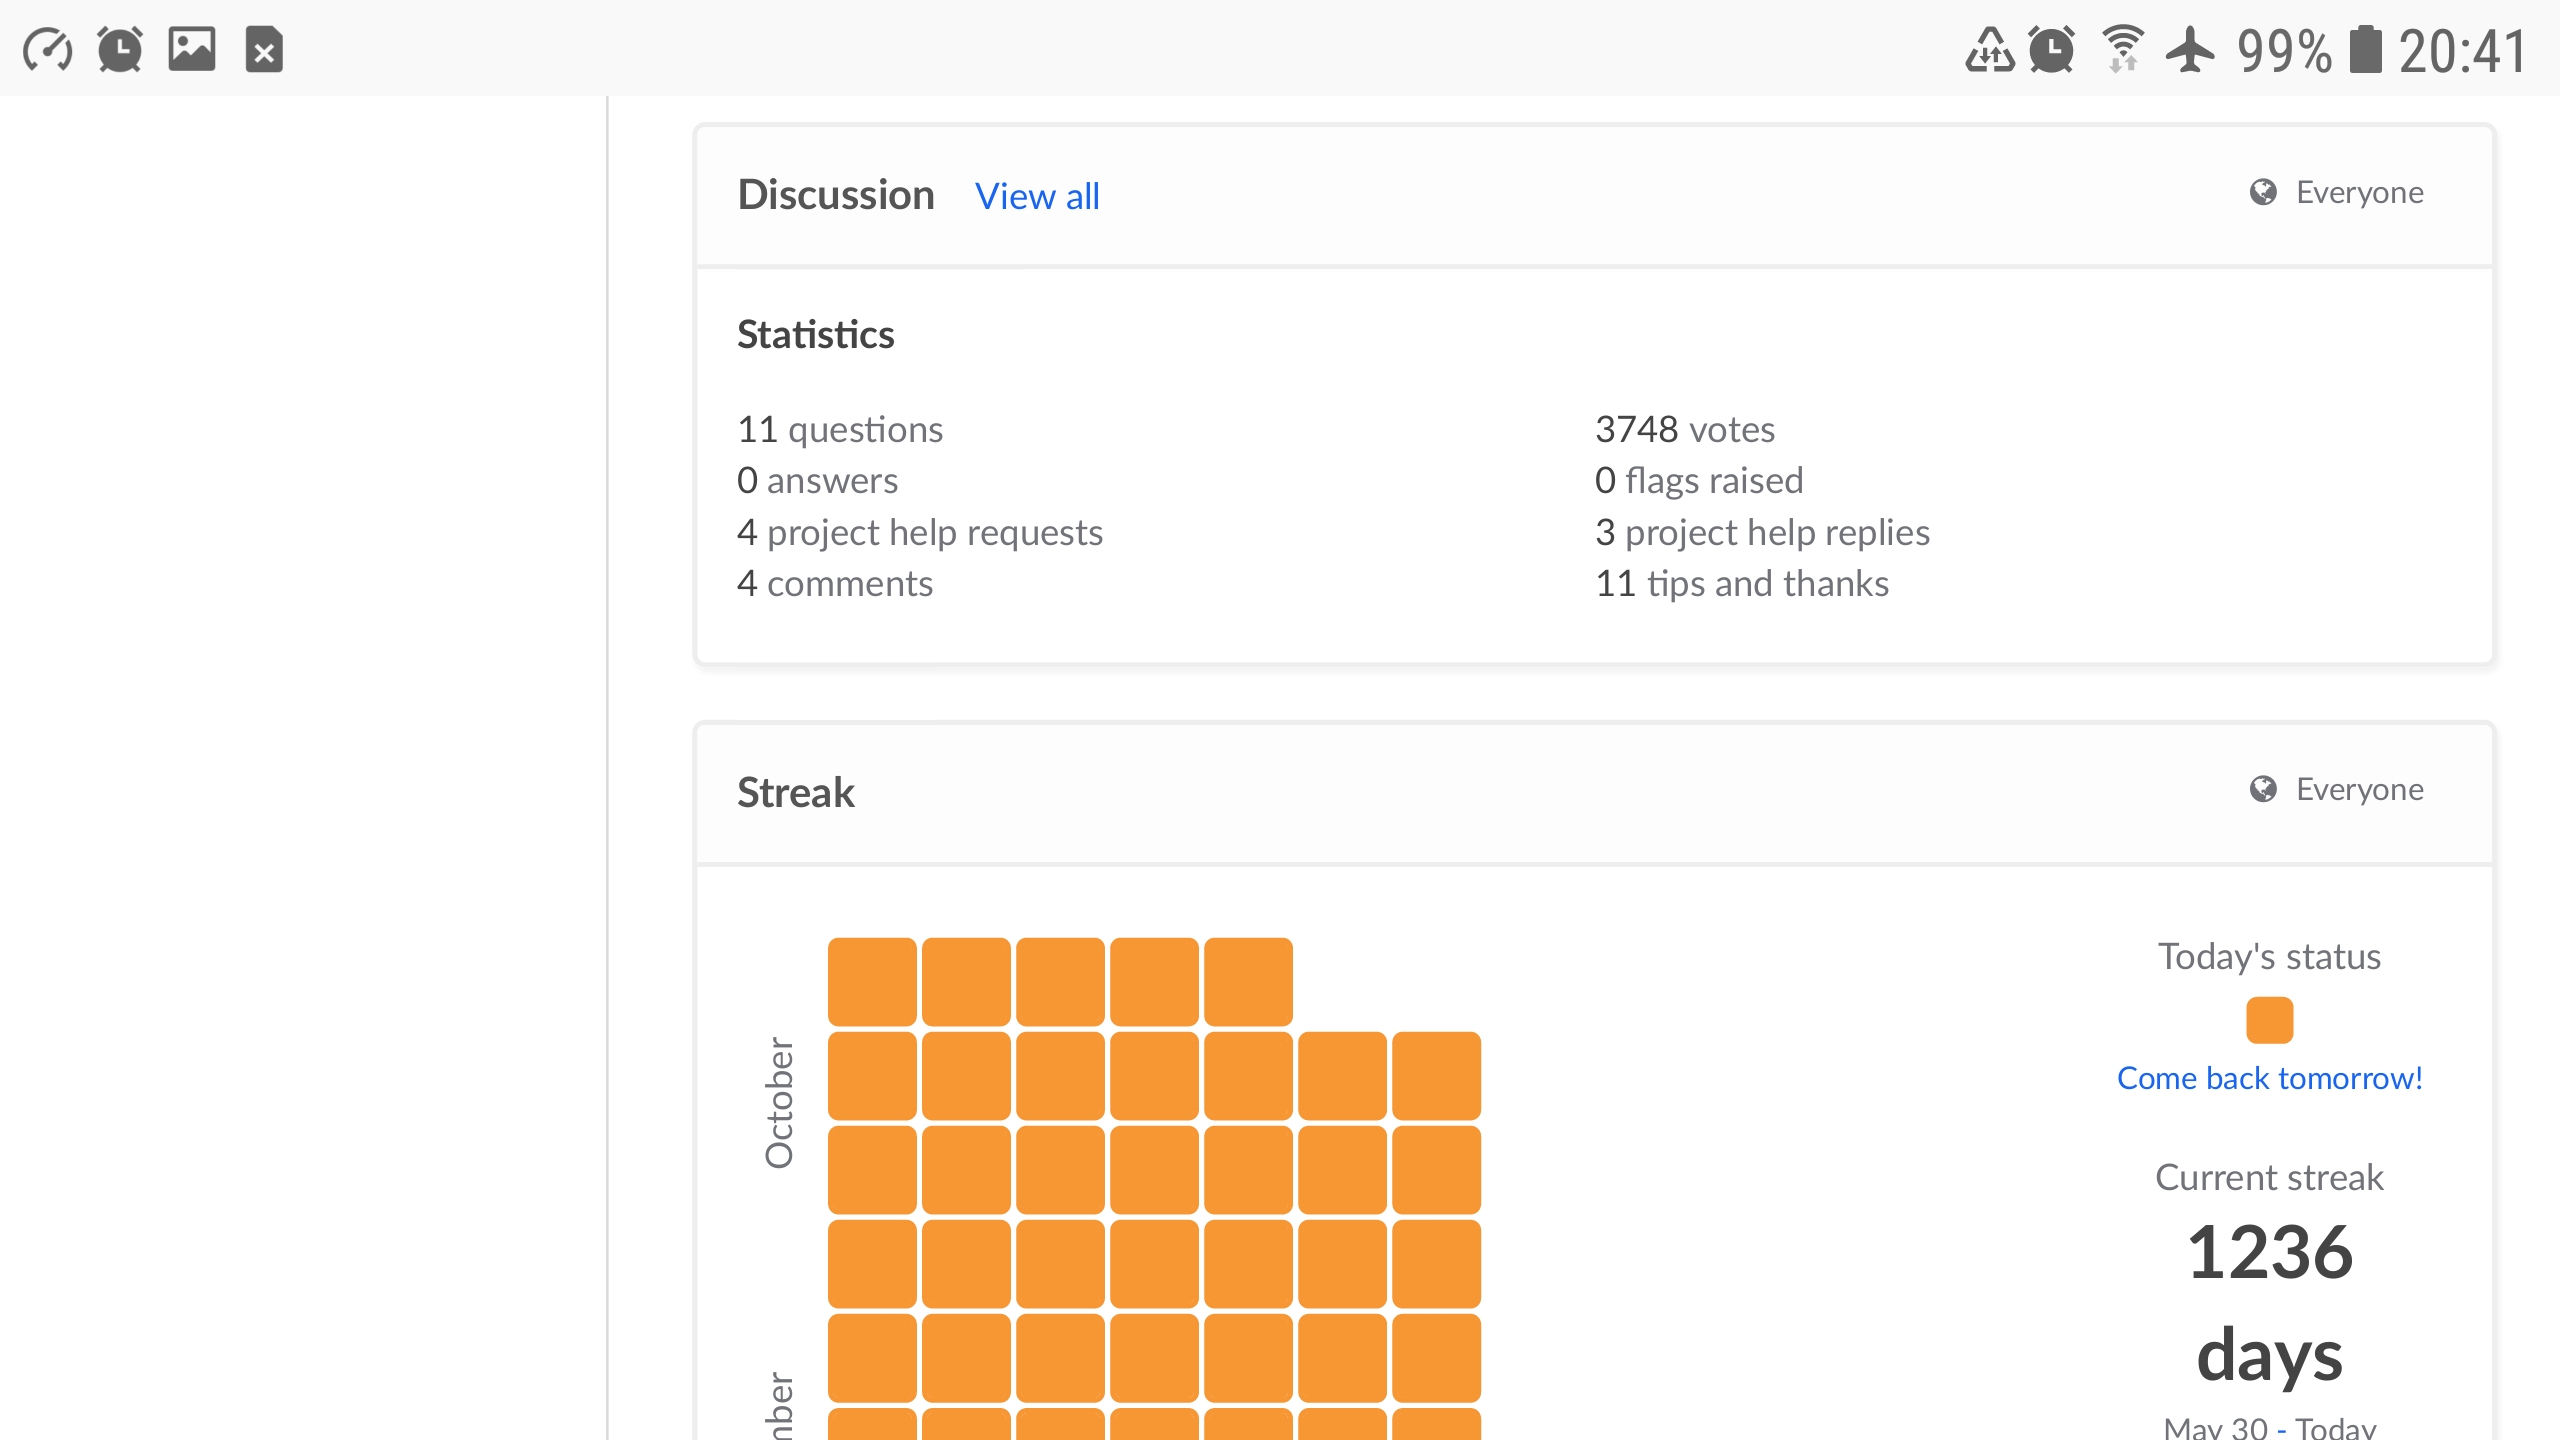 99% 20:41
Discussion View all Everyone
Statistics
11 questions
0 answers
4 project help requests
4 comments
3748 votes
0 flags raised
3 project help replies
11 tips and thanks
Streak Everyone
October
mber
Today's status
Come back tomorrow!
Current streak
1236
days
May 30 - Today